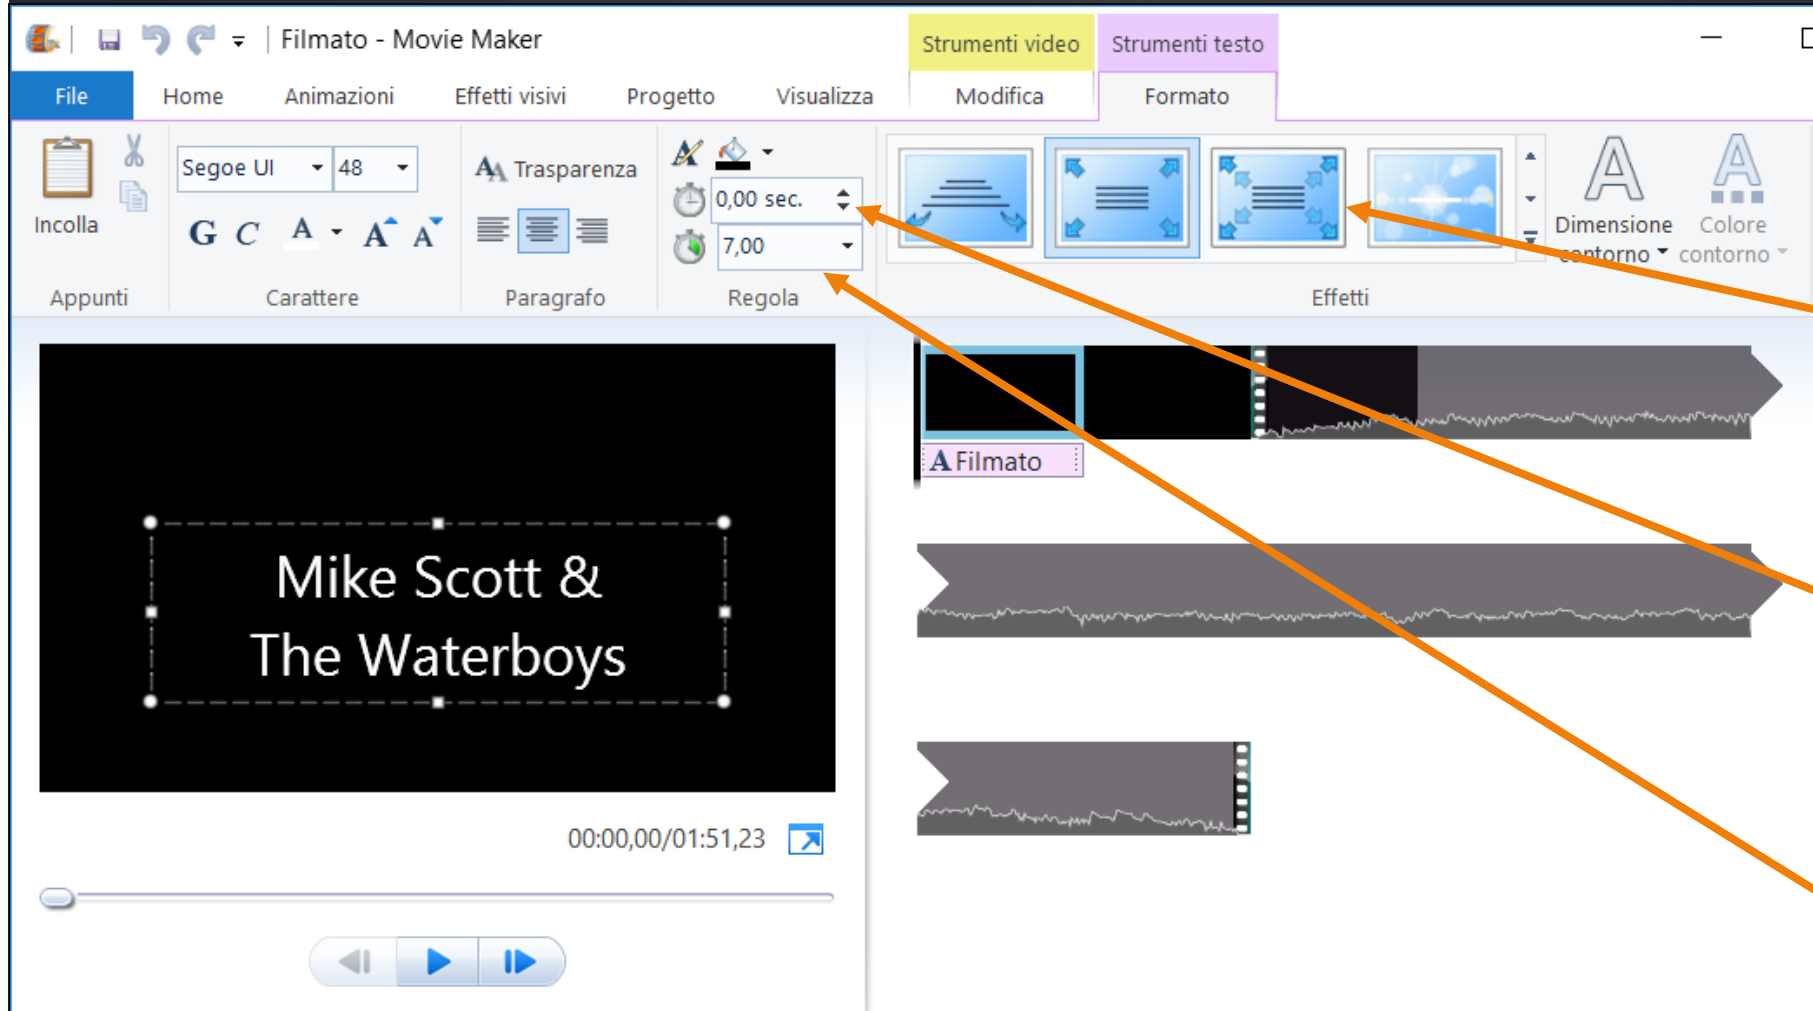 Filmato - Movie Maker
Strumenti video
Strumenti testo
File
Home
Animazioni
Effetti visivi
Progetto
Visualizza
Modifica
Formato
Incolla
Appunti
Segoe UI
48
G C A A A
Carattere
Trasparenza
Paragrafo
0,00 sec.
7,00
Regola
Effetti
Dimensione
contorno
Colore
contorno
A Filmato
Mike Scott &
The Waterboys
00:00,00/01:51,23